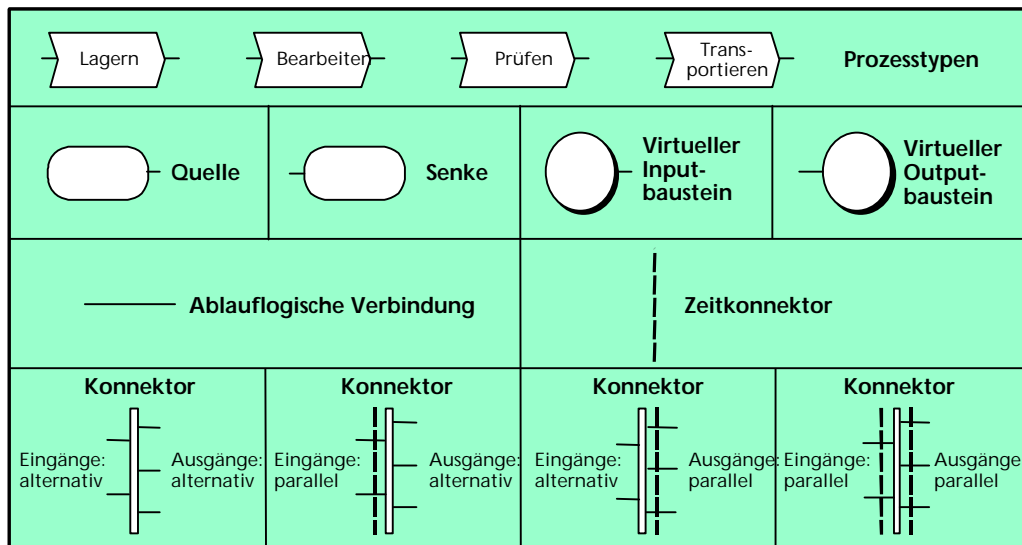 Lagern
Bearbeiten
Prüfen
Trans-
portieren
Prozesstypen
Quelle
Senke
Virtueller
Input-
baustein
Virtueller
Output-
baustein
Ablauflogische Verbindung
Zeitkonnektor
Konnektor
Eingänge:
alternativ
Ausgänge:
alternativ
Konnektor
Eingänge:
parallel
Ausgänge:
alternativ
Konnektor
Eingänge:
alternativ
Ausgänge:
parallel
Konnektor
Eingänge:
parallel
Ausgänge
parallel